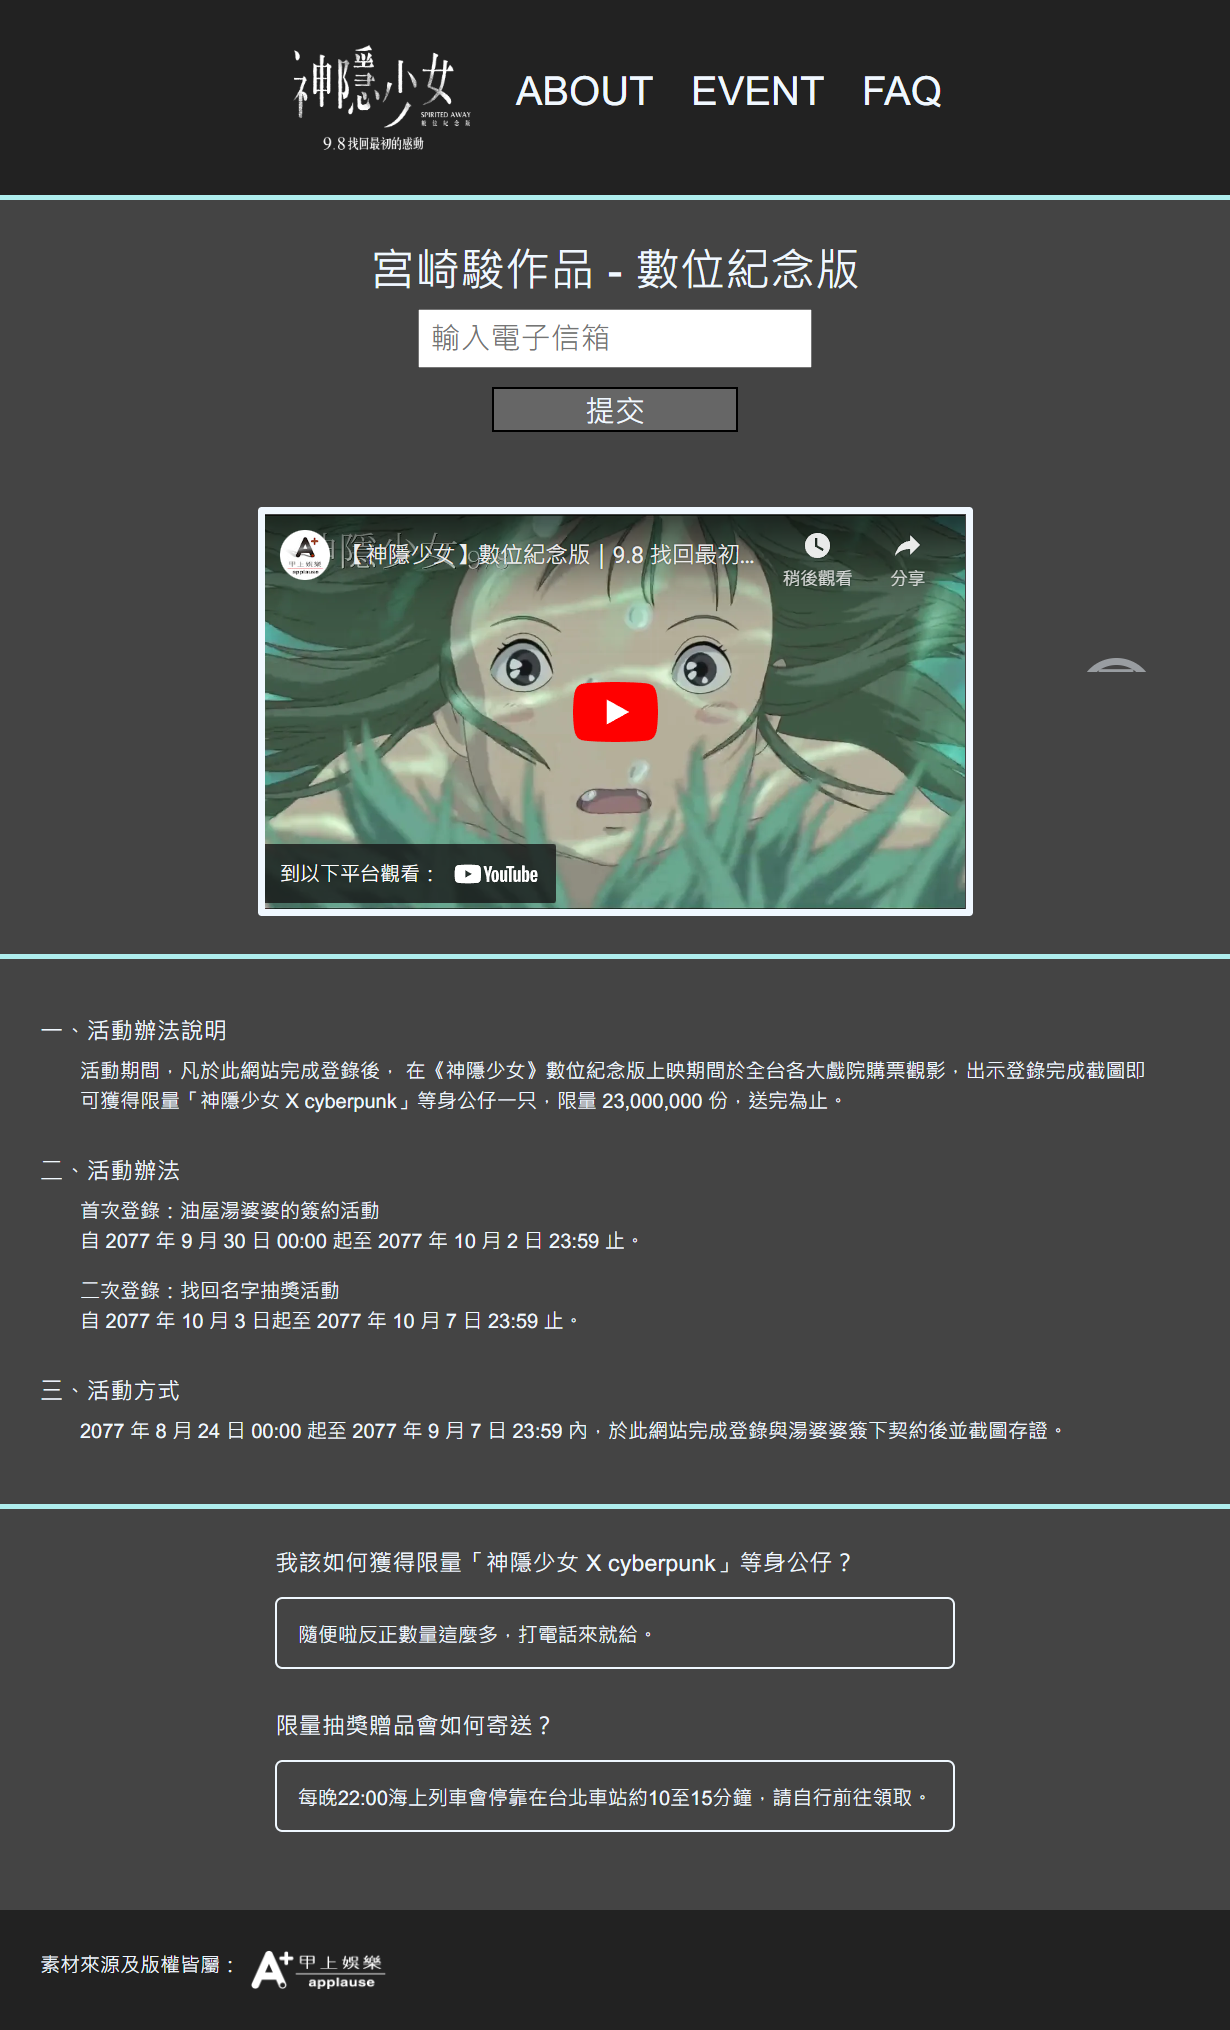 神隱少女
SPIRITED AWAY
數位紀念版
9.8 找回最初的感動
ABOUT EVENT FAQ
宮崎駿作品 - 數位紀念版
輸入電子信箱
提交
【神隱少女】數位紀念版｜9.8 找回最初...
稍後觀看
分享
A+
甲上娛樂
applause
到以下平台觀看： YouTube
一、活動辦法說明
活動期間，凡於此網站完成登錄後， 在《神隱少女》數位紀念版上映期間於全台各大戲院購票觀影，出示登錄完成截圖即
可獲得限量「神隱少女 X cyberpunk」等身公仔一只，限量 23,000,000 份，送完為止。
二、活動辦法
首次登錄：油屋湯婆婆的簽約活動
自 2077 年 9 月 30 日 00:00 起至 2077 年 10 月 2 日 23:59 止。
二次登錄：找回名字抽獎活動
自 2077 年 10 月 3 日起至 2077 年 10 月 7 日 23:59 止。
三、活動方式
2077 年 8 月 24 日 00:00 起至 2077 年 9 月 7 日 23:59 內，於此網站完成登錄與湯婆婆簽下契約後並截圖存證。
我該如何獲得限量「神隱少女 X cyberpunk」等身公仔？
隨便啦反正數量這麼多，打電話來就給。
限量抽獎贈品會如何寄送？
每晚22:00海上列車會停靠在台北車站約10至15分鐘，請自行前往領取。
素材來源及版權皆屬： A+ 甲上娛樂
applause